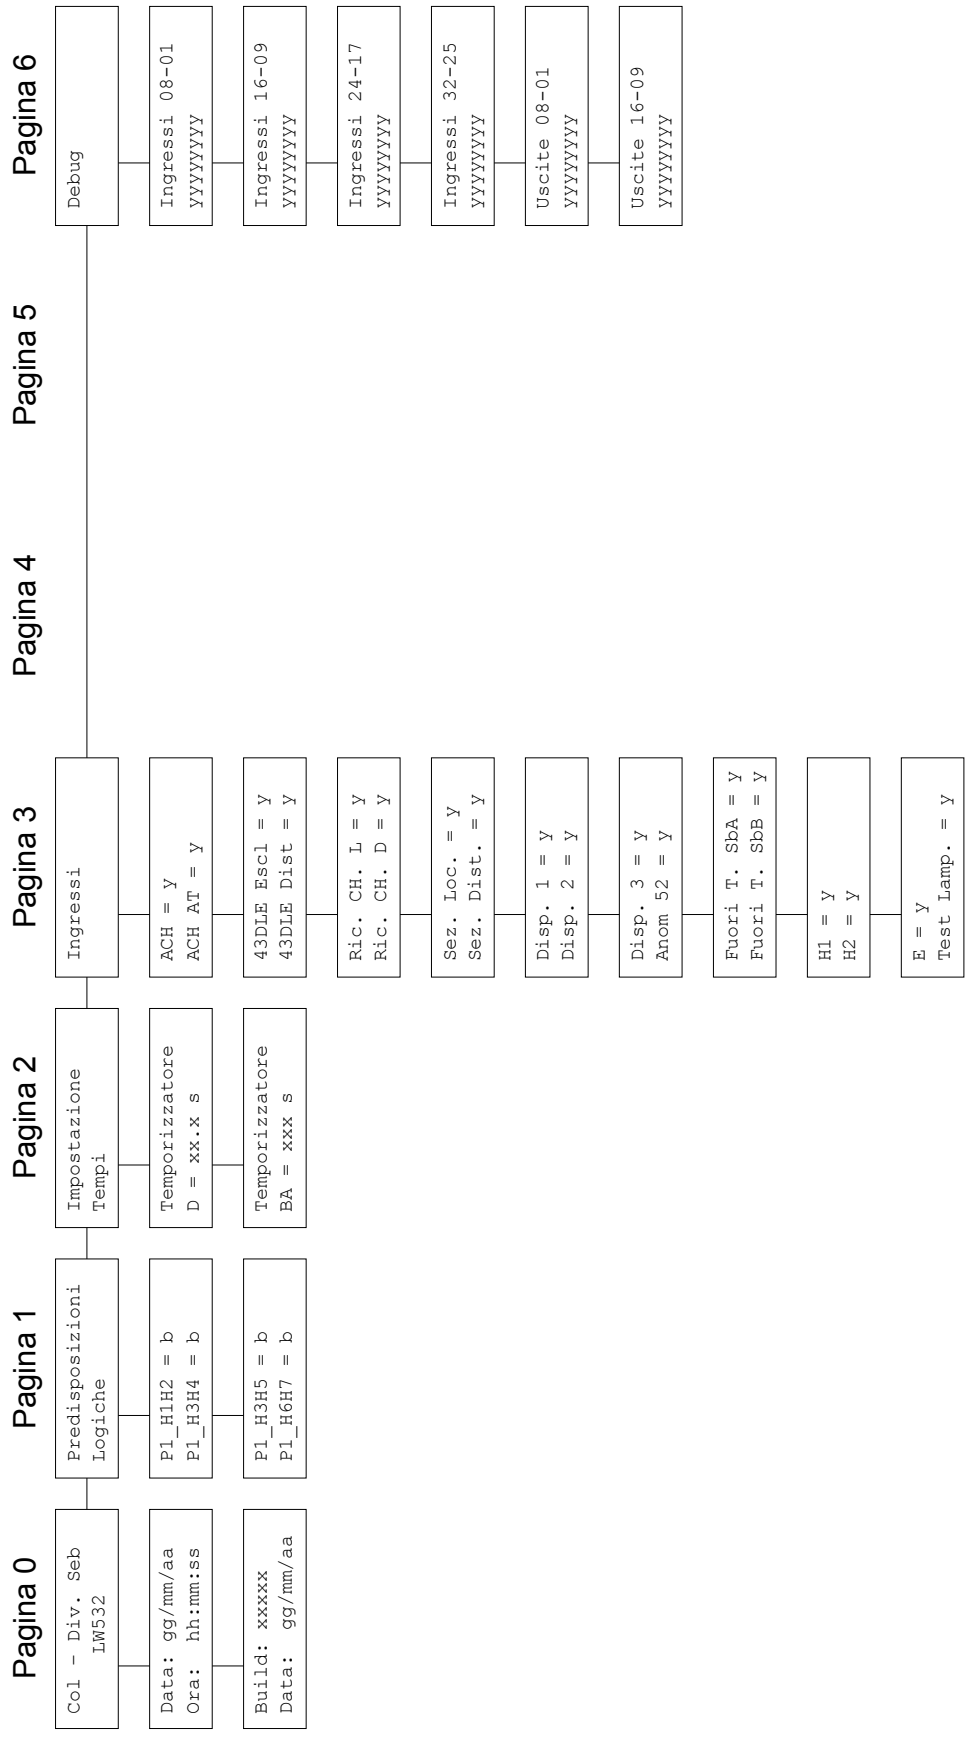 Pagina 0
Col - Div. Seb
LW532
Data: gg/mm/aa
Ora: hh:mm:ss
Build: xxxxx
Data: gg/mm/aa
Pagina 1
Predisposizioni
Logiche
P1_H1H2 = b
P1_H3H4 = b
P1_H3H5 = b
P1_H6H7 = b
Pagina 2
Impostazione
Tempi
Temporizzatore
D = xx.x s
Temporizzatore
BA = xxx s
Pagina 3
Ingressi
ACH = y
ACH AT = y
43DLE Escl = y
43DLE Dist = y
Ric. CH. L = y
Ric. CH. D = y
Sez. Loc. = y
Sez. Dist. = y
Disp. 1 = y
Disp. 2 = y
Disp. 3 = y
Anom 52 = y
Fuori T. SbA = y
Fuori T. SbB = y
H1 = y
H2 = y
E = y
Test Lamp. = y
Pagina 4
Pagina 5
Pagina 6
Debug
Ingressi 08-01
yyyyyyyy
Ingressi 16-09
yyyyyyyy
Ingressi 24-17
yyyyyyyy
Ingressi 32-25
yyyyyyyy
Uscite 08-01
yyyyyyyy
Uscite 16-09
yyyyyyyy